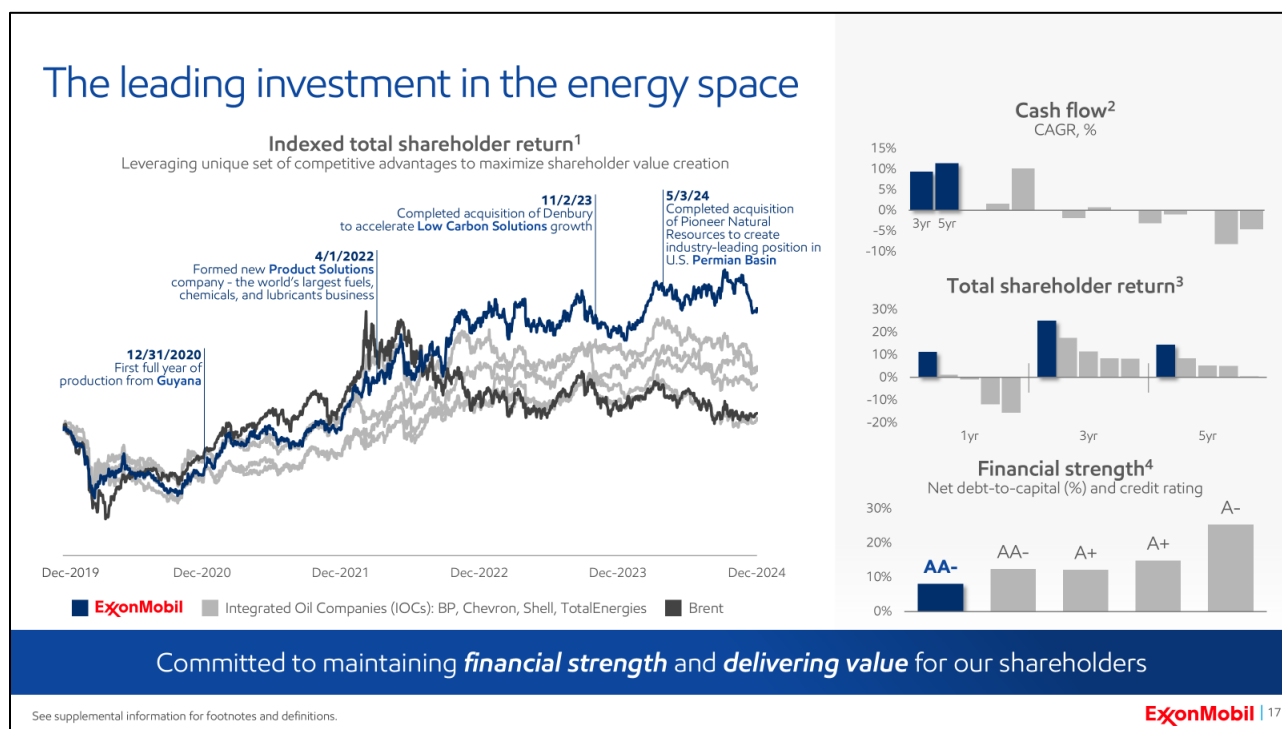 The leading investment in the energy space
Indexed total shareholder return1
Leveraging unique set of competitive advantages to maximize shareholder value creation
12/31/2020
First full year of
production from Guyana
4/1/2022
Formed new Product Solutions
company - the world's largest fuels,
chemicals, and lubricants business
11/2/23
Completed acquisition of Denbury
to accelerate Low Carbon Solutions growth
5/3/24
Completed acquisition
of Pioneer Natural
Resources to create
industry-leading position in
U.S. Permian Basin
Dec-2019 Dec-2020 Dec-2021 Dec-2022 Dec-2023 Dec-2024
ExxonMobil Integrated Oil Companies (IOCs): BP, Chevron, Shell, TotalEnergies Brent
Cash flow2
CAGR, %
15%
10%
5%
0%
-5%
-10%
3yr 5yr
Total shareholder return3
30%
20%
10%
0%
-10%
-20%
1yr 3yr 5yr
Financial strength4
Net debt-to-capital (%) and credit rating
30%
20%
10%
0%
AA- AA- A+ A+ A-
Committed to maintaining financial strength and delivering value for our shareholders
See supplemental information for footnotes and definitions.
ExxonMobil | 17